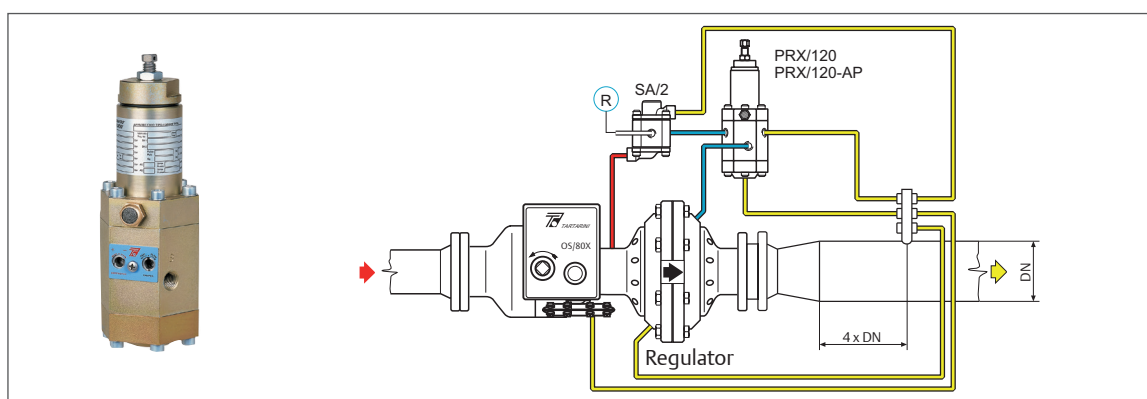 PRX/120
PRX/120-AP
SA/2
R
TARTARINI
OS/80X
DN
4 x DN
Regulator